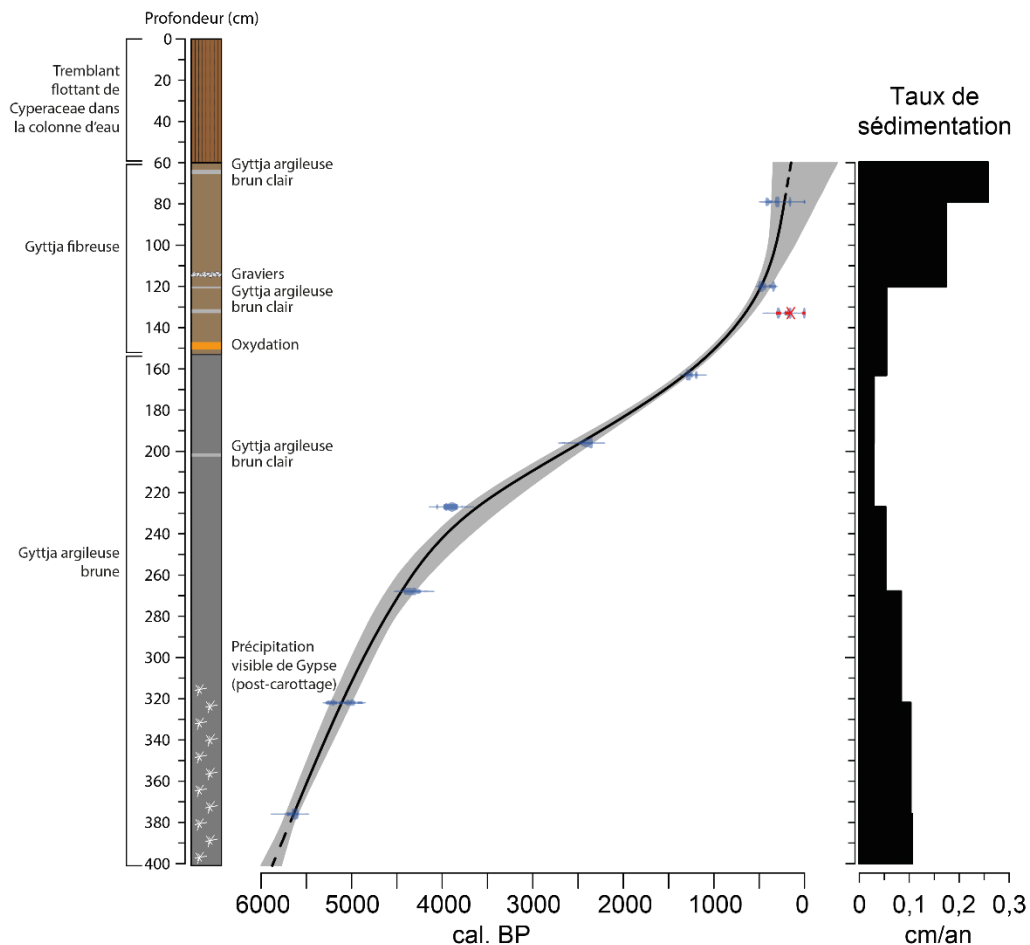 Profondeur (cm)
0
20
40
60
80
100
120
140
160
180
200
220
240
260
280
300
320
340
360
380
400
Tremblant
flottant de
Cyperaceae dans
la colonne d'eau
Gyttja fibreuse
Gyttja argileuse
brune
Gyttja argileuse
brun clair
Graviers
Gyttja argileuse
brun clair
Oxydation
Gyttja argileuse
brun clair
Précipitation
visible de Gypse
(post-carottage)
6000 5000 4000 3000 2000 1000 0
cal. BP
Taux de
sédimentation
0 0,1 0,2 0,3
cm/an